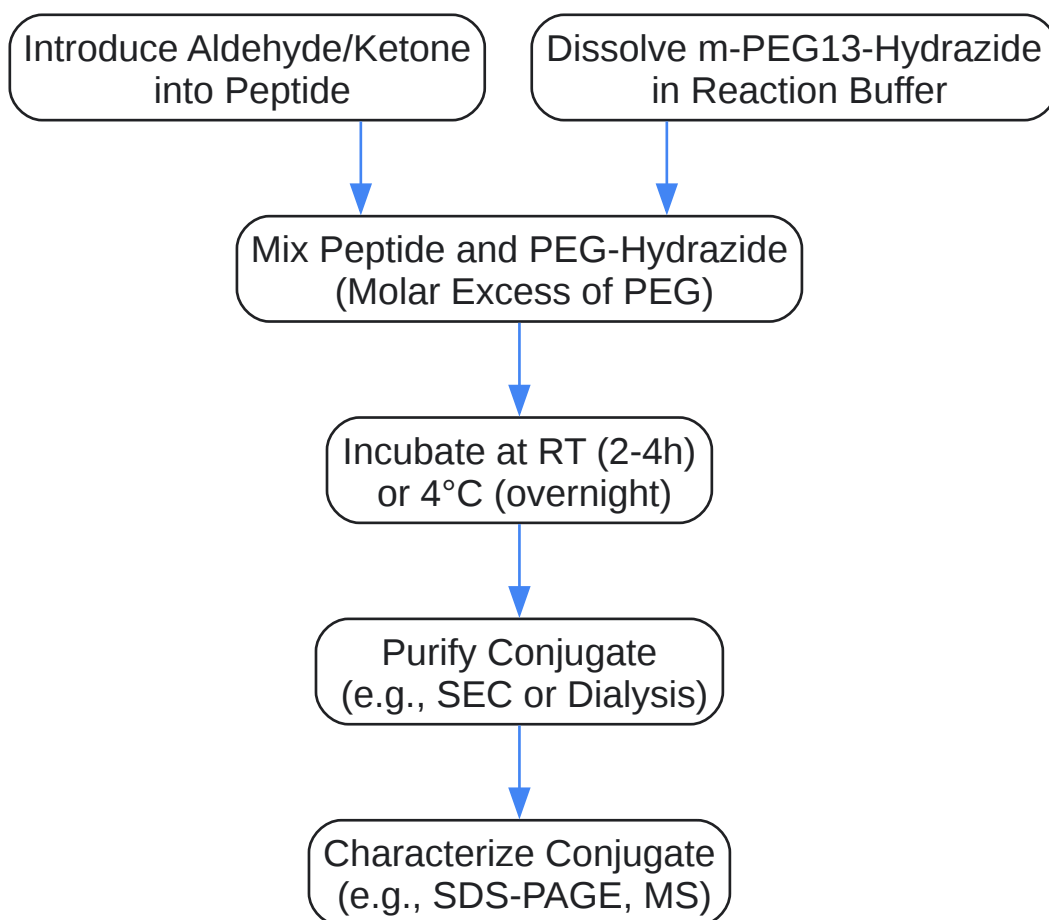 Introduce Aldehyde/Ketone
into Peptide
Dissolve m-PEG13-Hydrazide
in Reaction Buffer
Mix Peptide and PEG-Hydrazide
(Molar Excess of PEG)
Incubate at RT (2-4h)
or 4°C (overnight)
Purify Conjugate
(e.g., SEC or Dialysis)
Characterize Conjugate
(e.g., SDS-PAGE, MS)